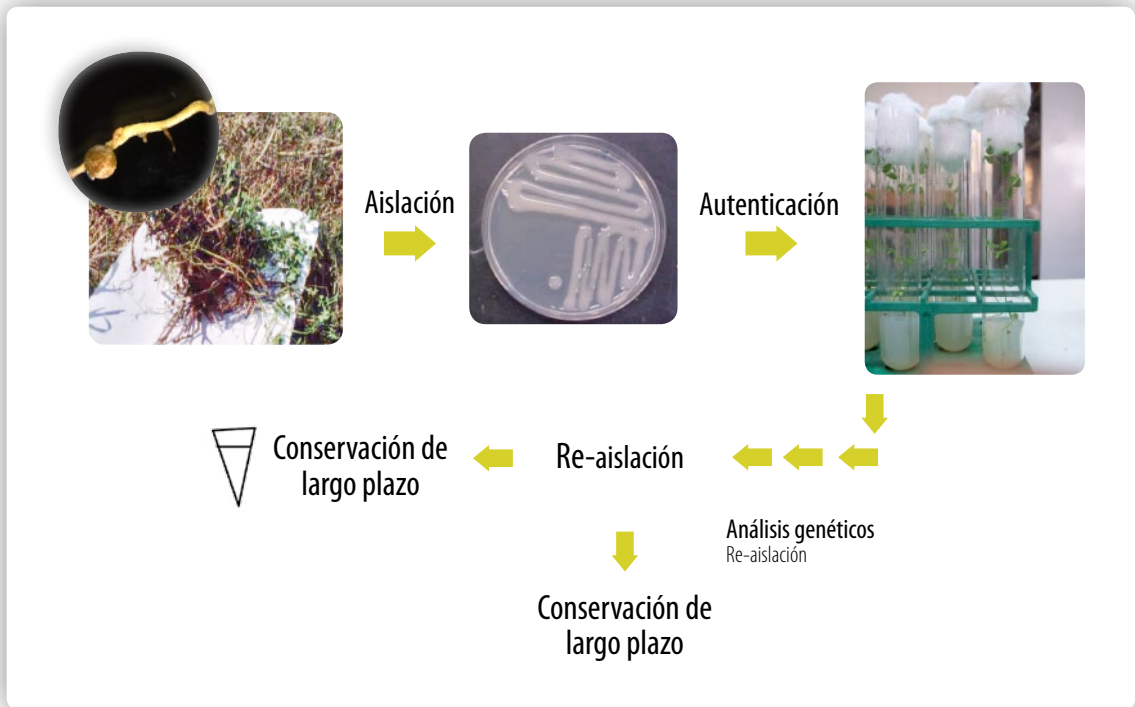 Aislación
Autenticación
Conservación de
largo plazo
Re-aislación
Análisis genéticos
Re-aislación
Conservación de
largo plazo